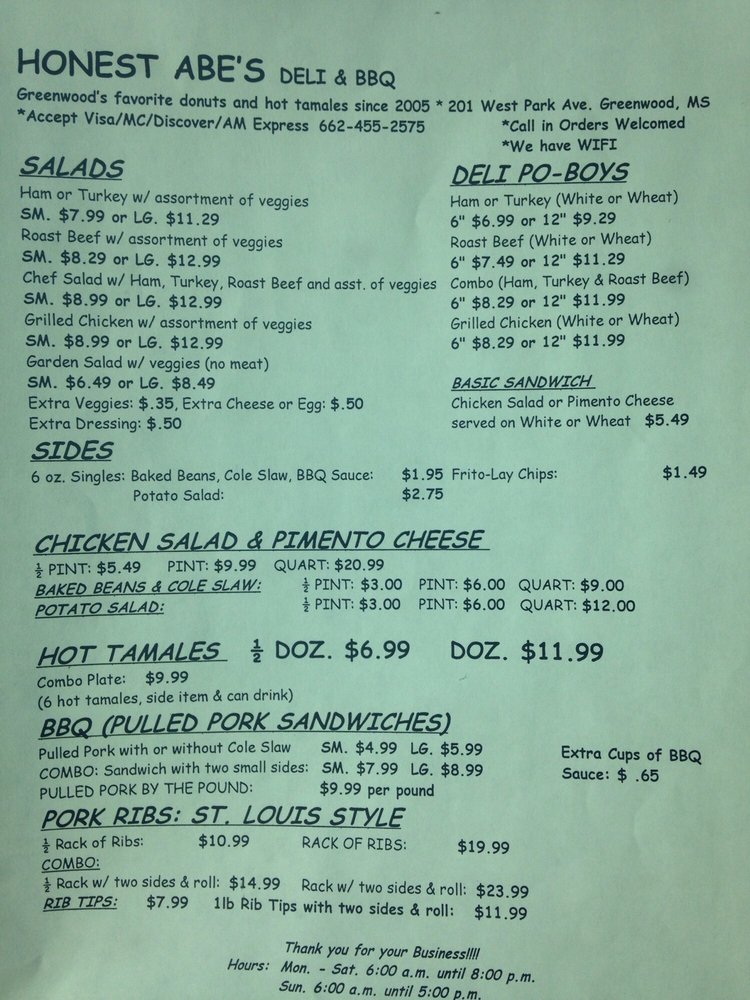 HONEST ABE'S DELI & BBQ
Greenwood's favorite donuts and hot tamales since 2005 * 201 West Park Ave. Greenwood, MS
*Accept Visa/MC/Discover/AM Express 662-455-2575 *Call in Orders Welcomed
*We have WIFI
SALADS
Ham or Turkey w/ assortment of veggies
SM. $7.99 or LG. $11.29
Roast Beef w/ assortment of veggies
SM. $8.29 or LG. $12.99
Chef Salad w/ Ham, Turkey, Roast Beef and asst. of veggies
SM. $8.99 or LG. $12.99
Grilled Chicken w/ assortment of veggies
SM. $8.99 or LG. $12.99
Garden Salad w/ veggies (no meat)
SM. $6.49 or LG. $8.49
Extra Veggies: $.35, Extra Cheese or Egg: $.50
Extra Dressing: $.50
DELI PO-BOYS
Ham or Turkey (White or Wheat)
6" $6.99 or 12" $9.29
Roast Beef (White or Wheat)
6" $7.49 or 12" $11.29
Combo (Ham, Turkey & Roast Beef)
6" $8.29 or 12" $11.99
Grilled Chicken (White or Wheat)
6" $8.29 or 12" $11.99
BASIC SANDWICH
Chicken Salad or Pimento Cheese
served on White or Wheat $5.49
SIDES
6 oz. Singles: Baked Beans, Cole Slaw, BBQ Sauce: $1.95 Frito-Lay Chips: $1.49
Potato Salad: $2.75
CHICKEN SALAD & PIMENTO CHEESE
½ PINT: $5.49 PINT: $9.99 QUART: $20.99
BAKED BEANS & COLE SLAW: ½ PINT: $3.00 PINT: $6.00 QUART: $9.00
POTATO SALAD: ½ PINT: $3.00 PINT: $6.00 QUART: $12.00
HOT TAMALES ½ DOZ. $6.99 DOZ. $11.99
Combo Plate: $9.99
(6 hot tamales, side item & can drink)
BBQ (PULLED PORK SANDWICHES)
Pulled Pork with or without Cole Slaw SM. $4.99 LG. $5.99
COMBO: Sandwich with two small sides: SM. $7.99 LG. $8.99
PULLED PORK BY THE POUND: $9.99 per pound
Extra Cups of BBQ
Sauce: $ .65
PORK RIBS: ST. LOUIS STYLE
½ Rack of Ribs: $10.99 RACK OF RIBS: $19.99
COMBO:
½ Rack w/ two sides & roll: $14.99 Rack w/ two sides & roll: $23.99
RIB TIPS: $7.99 1lb Rib Tips with two sides & roll: $11.99
Thank you for your Business!!!!
Hours: Mon. - Sat. 6:00 a.m. until 8:00 p.m.
Sun. 6:00 a.m. until 5:00 p.m.